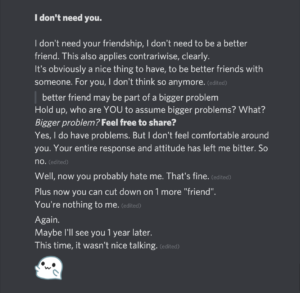 I don't need you.
I don't need your friendship, I don't need to be a better
friend. This also applies contrariwise, clearly.
It's obviously a nice thing to have, to be better friends with
someone. For you, I don't think so anymore. (edited)
better friend may be part of a bigger problem
Hold up, who are YOU to assume bigger problems? What?
Bigger problem? Feel free to share?
Yes, I do have problems. But I don't feel comfortable around
you. Your entire response and attitude has left me bitter. So
no. (edited)
Well, now you probably hate me. That's fine. (edited)
Plus now you can cut down on 1 more "friend".
You're nothing to me. (edited)
Again.
Maybe I'll see you 1 year later.
This time, it wasn't nice talking. (edited)